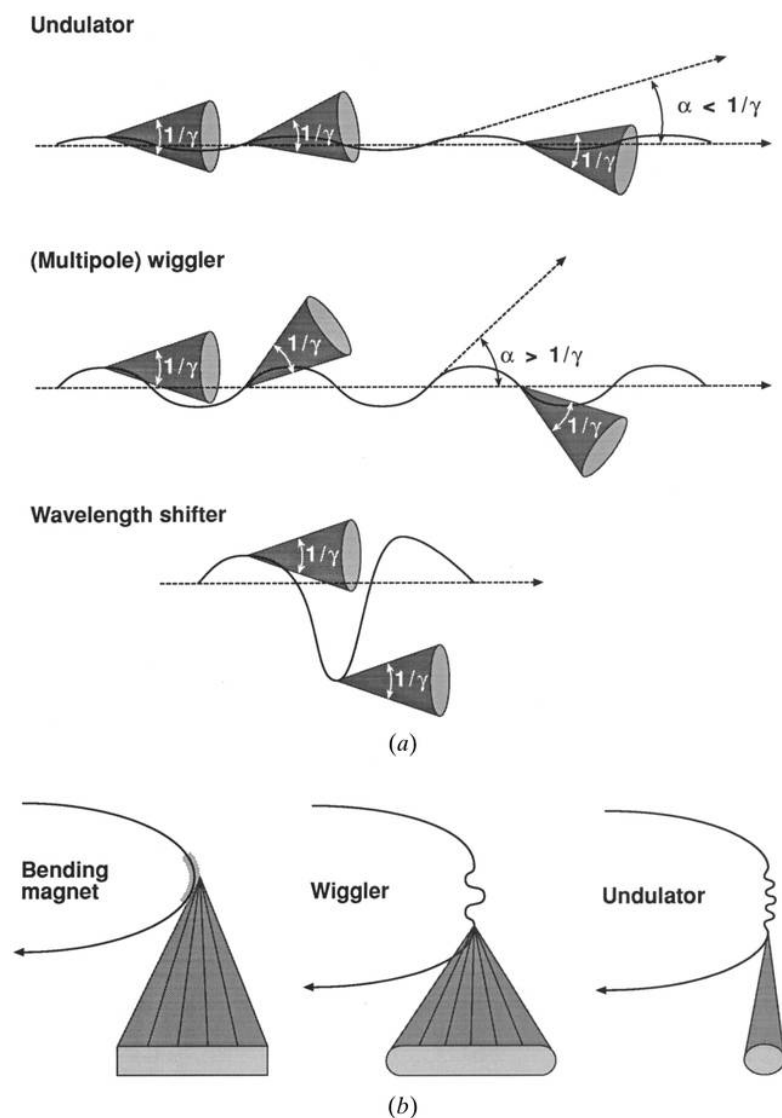 Undulator
1/γ
1/γ
α < 1/γ
1/γ
(Multipole) wiggler
1/γ
1/γ
α > 1/γ
1/γ
Wavelength shifter
1/γ
1/γ
(a)
Bending
magnet
Wiggler
Undulator
(b)